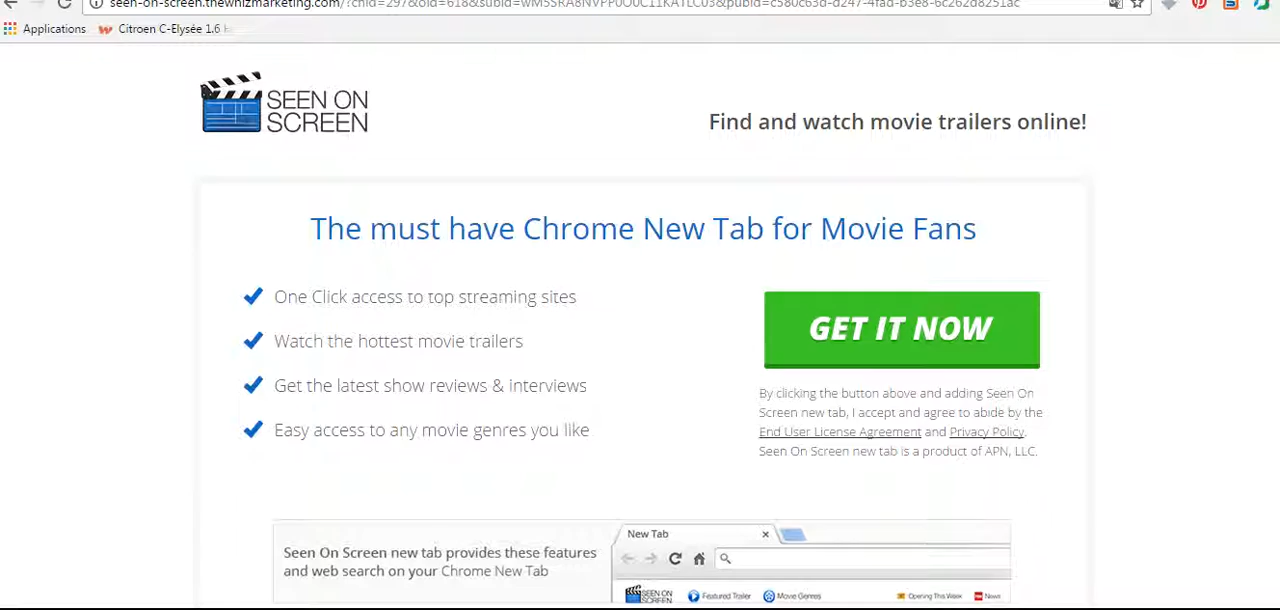 seen-on-screen.thewhizmarketing.com
Applications Citroen C-Elysée 1.6
SEEN ON
SCREEN
Find and watch movie trailers online!
The must have Chrome New Tab for Movie Fans
One Click access to top streaming sites
Watch the hottest movie trailers
Get the latest show reviews & interviews
Easy access to any movie genres you like
GET IT NOW
By clicking the button above and adding Seen On
Screen new tab, I accept and agree to abide by the
End User License Agreement and Privacy Policy.
Seen On Screen new tab is a product of APN, LLC.
Seen On Screen new tab provides these features
and web search on your Chrome New Tab
New Tab
SEEN ON
SCREEN
Featured Trailer Movie Genres Opening This Week News